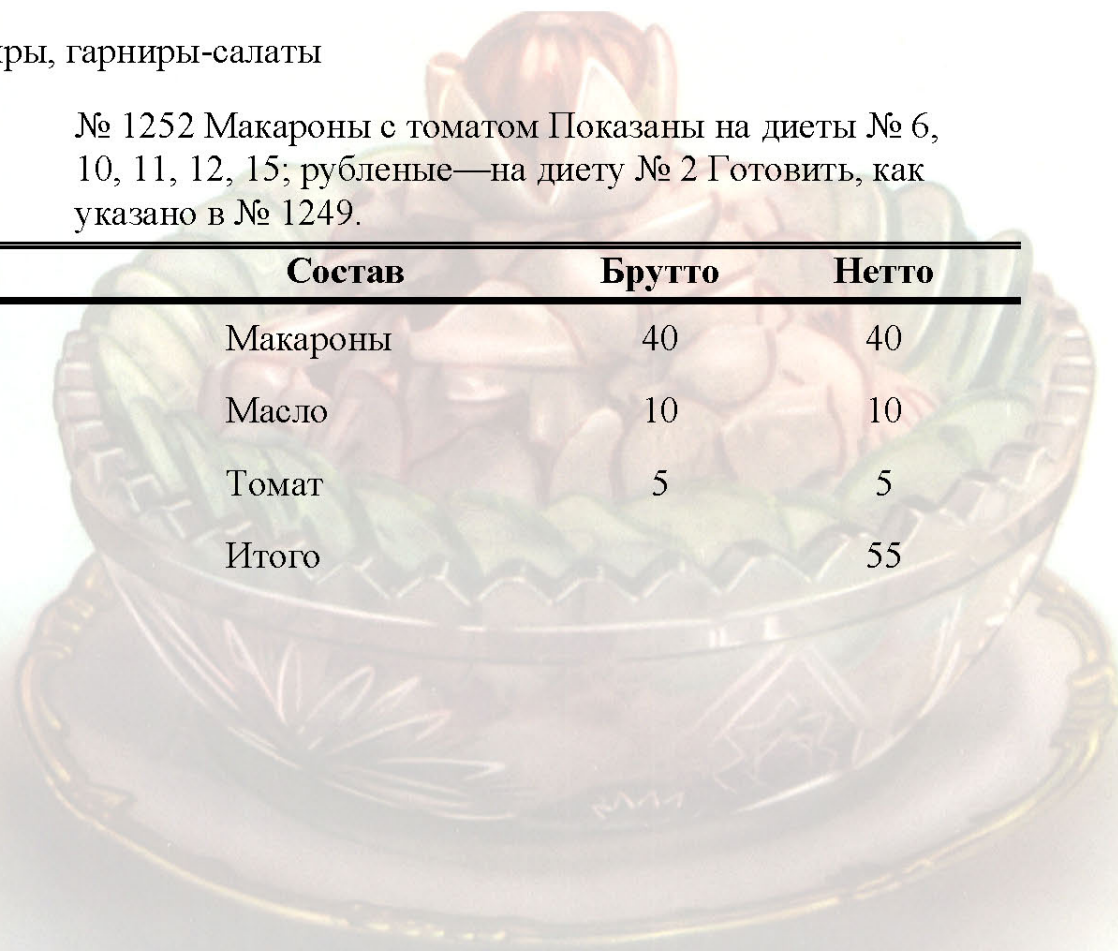 гарниры-салаты
№ 1252 Макароны с томатом Показаны на диеты № 6,
10, 11, 12, 15; рубленые—на диету № 2 Готовить, как
указано в № 1249.
Состав Брутто Нетто
Макароны 40 40
Масло 10 10
Томат 5 5
Итого 55